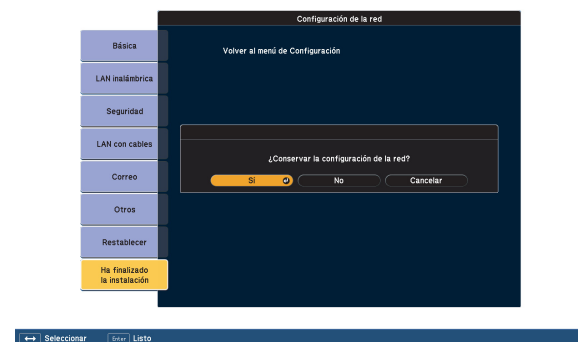 Configuración de la red
Básica
Volver al menú de Configuración
LAN inalámbrica
Seguridad
LAN con cables
¿Conservar la configuración de la red?
Correo
Sí No Cancelar
Otros
Restablecer
Ha finalizado
la instalación
Seleccionar Enter Listo